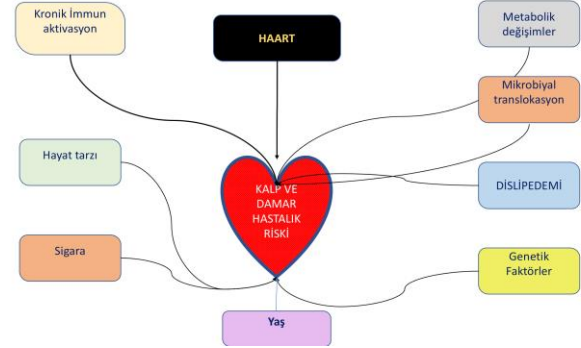 Kronik İmmun
aktivasyon
HAART
Metabolik
değişimler
Mikrobiyal
translokasyon
Hayat tarzı
KALP VE
DAMAR
HASTALIK
RİSKİ
DİSLİPEDEMİ
Sigara
Genetik
Faktörler
Yaş